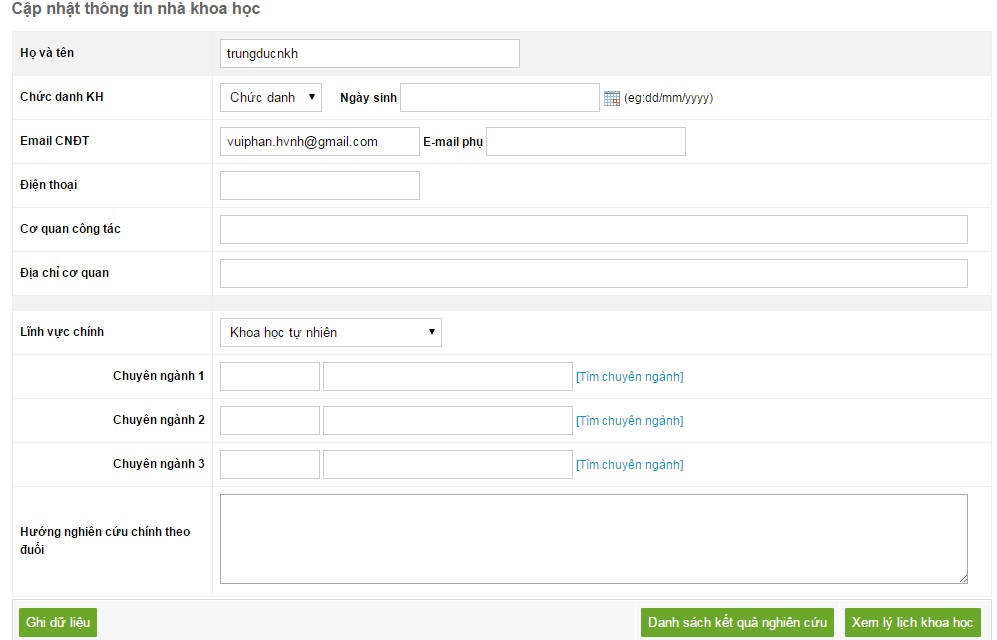 Cập nhật thông tin nhà khoa học
Họ và tên trungducnkh
Chức danh KH Chức danh Ngày sinh (eg:dd/mm/yyyy)
Email CNĐT vuiphan.hvnh@gmail.com E-mail phụ
Điện thoại
Cơ quan công tác
Địa chỉ cơ quan
Lĩnh vực chính Khoa học tự nhiên
Chuyên ngành 1 [Tìm chuyên ngành]
Chuyên ngành 2 [Tìm chuyên ngành]
Chuyên ngành 3 [Tìm chuyên ngành]
Hướng nghiên cứu chính theo
đuổi
Ghi dữ liệu Danh sách kết quả nghiên cứu Xem lý lịch khoa học